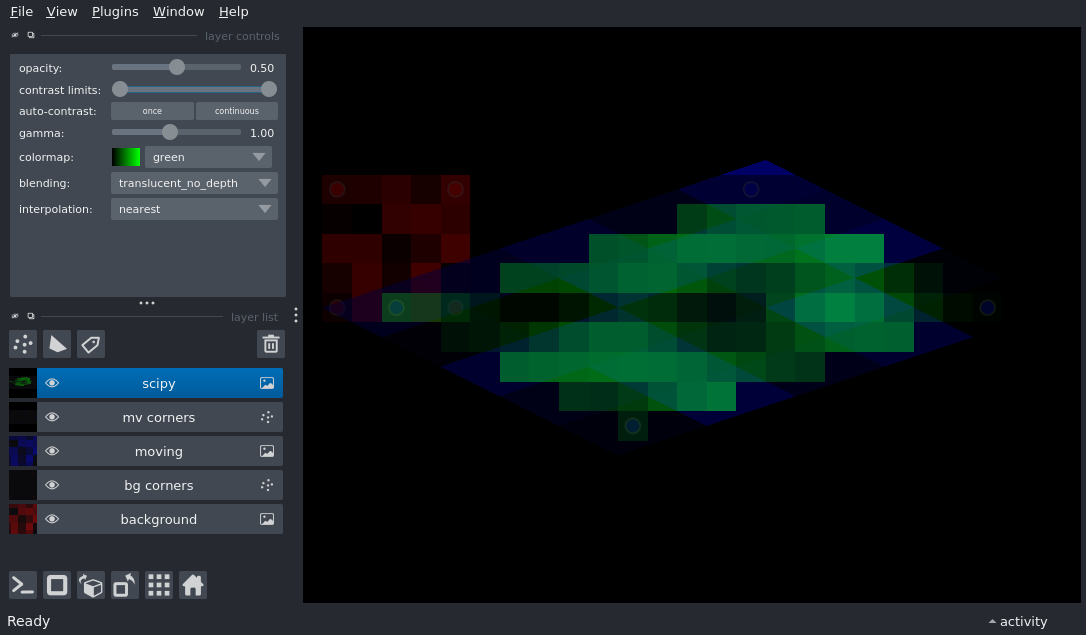 File View Plugins Window Help
layer controls
opacity: 0.50
contrast limits:
auto-contrast: once continuous
gamma: 1.00
colormap: green
blending: translucent_no_depth
interpolation: nearest
layer list
scipy
mv corners
moving
bg corners
background
Ready
activity